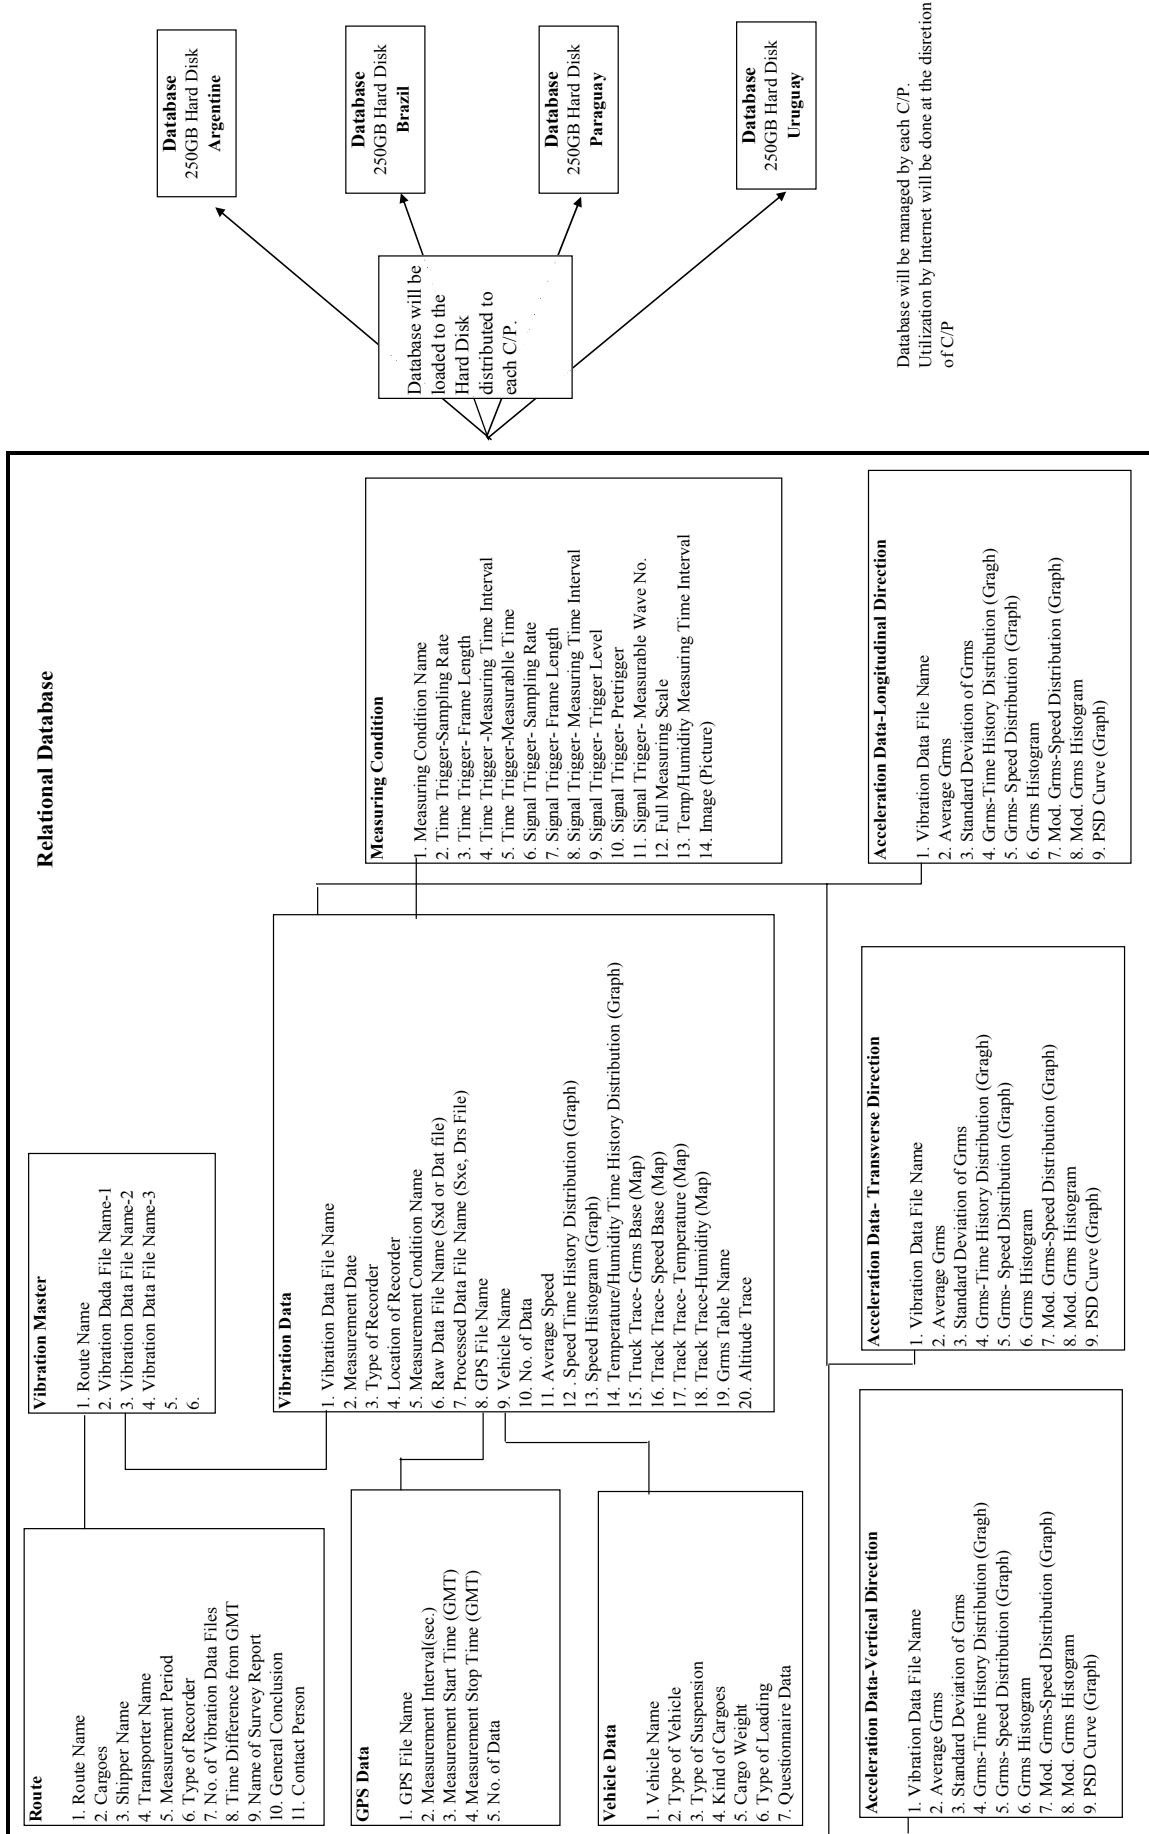 Relational Database
Route
1. Route Name
2. Cargoes
3. Shipper Name
4. Transporter Name
5. Measurement Period
6. Type of Recorder
7. No. of Vibration Data Files
8. Time Difference from GMT
9. Name of Survey Report
10. General Conclusion
11. Contact Person
Vibration Master
1. Route Name
2. Vibration Dada File Name-1
3. Vibration Data File Name-2
4. Vibration Data File Name-3
5.
6.
GPS Data
1. GPS File Name
2. Measurement Interval(sec.)
3. Measurement Start Time (GMT)
4. Measurement Stop Time (GMT)
5. No. of Data
Vehicle Data
1. Vehicle Name
2. Type of Vehicle
3. Type of Suspension
4. Kind of Cargoes
5. Cargo Weight
6. Type of Loading
7. Questionnaire Data
Vibration Data
1. Vibration Data File Name
2. Measurement Date
3. Type of Recorder
4. Location of Recorder
5. Measurement Condition Name
6. Raw Data File Name (Sxd or Dat file)
7. Processed Data File Name (Sxe, Drs File)
8. GPS File Name
9. Vehicle Name
10. No. of Data
11. Average Speed
12 . Speed Time History Distribution (Graph)
13. Speed Histogram (Graph)
14. Temperature/Humidity Time History Distribution (Graph)
15. Truck Trace- Grms Base (Map)
16. Track Trace- Speed Base (Map)
17. Track Trace- Temperature (Map)
18. Track Trace-Humidity (Map)
19. Grms Table Name
20. Altitude Trace
Measuring Condition
1. Measuring Condition Name
2. Time Trigger-Sampling Rate
3. Time Trigger- Frame Length
4. Time Trigger -Measuring Time Interval
5. Time Trigger-Measurablle Time
6. Signal Trigger- Sampling Rate
7. Signal Trigger- Frame Length
8. Signal Trigger- Measuring Time Interval
9. Signal Trigger- Trigger Level
10. Signal Trigger- Pretrigger
11. Signal Trigger- Measurable Wave No.
12. Full Measuring Scale
13. Temp/Humidity Measuring Time Interval
14. Image (Picture)
Acceleration Data-Vertical Direction
1. Vibration Data File Name
2. Average Grms
3. Standard Deviation of Grms
4. Grms-Time History Distribution (Gragh)
5. Grms- Speed Distribution (Graph)
6. Grms Histogram
7. Mod. Grms-Speed Distribution (Graph)
8. Mod. Grms Histogram
9. PSD Curve (Graph)
Acceleration Data- Transverse Direction
1. Vibration Data File Name
2. Average Grms
3. Standard Deviation of Grms
4. Grms-Time History Distribution (Gragh)
5. Grms- Speed Distribution (Graph)
6. Grms Histogram
7. Mod. Grms-Speed Distribution (Graph)
8. Mod. Grms Histogram
9. PSD Curve (Graph)
Acceleration Data-Longitudinal Direction
1. Vibration Data File Name
2. Average Grms
3. Standard Deviation of Grms
4. Grms-Time History Distribution (Gragh)
5. Grms- Speed Distribution (Graph)
6. Grms Histogram
7. Mod. Grms-Speed Distribution (Graph)
8. Mod. Grms Histogram
9. PSD Curve (Graph)
Database will be
loaded to the
Hard Disk
distributed to
each C/P.
Database
250GB Hard Disk
Argentine
Database
250GB Hard Disk
Brazil
Database
250GB Hard Disk
Paraguay
Database
250GB Hard Disk
Uruguay
Database will be managed by each C/P.
Utilization by Internet will be done at the disretion
of C/P